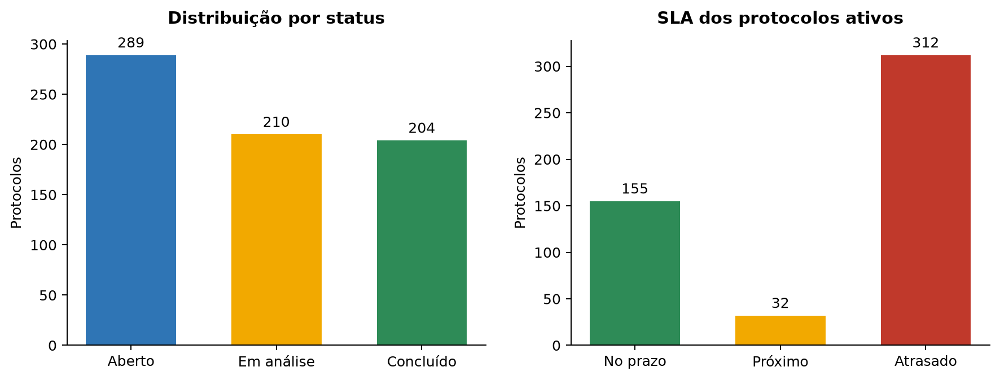 Distribuição por status
300
250
200
150
100
50
0
Protocolos
289
210
204
Aberto
Em análise
Concluído
SLA dos protocolos ativos
300
250
200
150
100
50
0
Protocolos
155
32
312
No prazo
Próximo
Atrasado